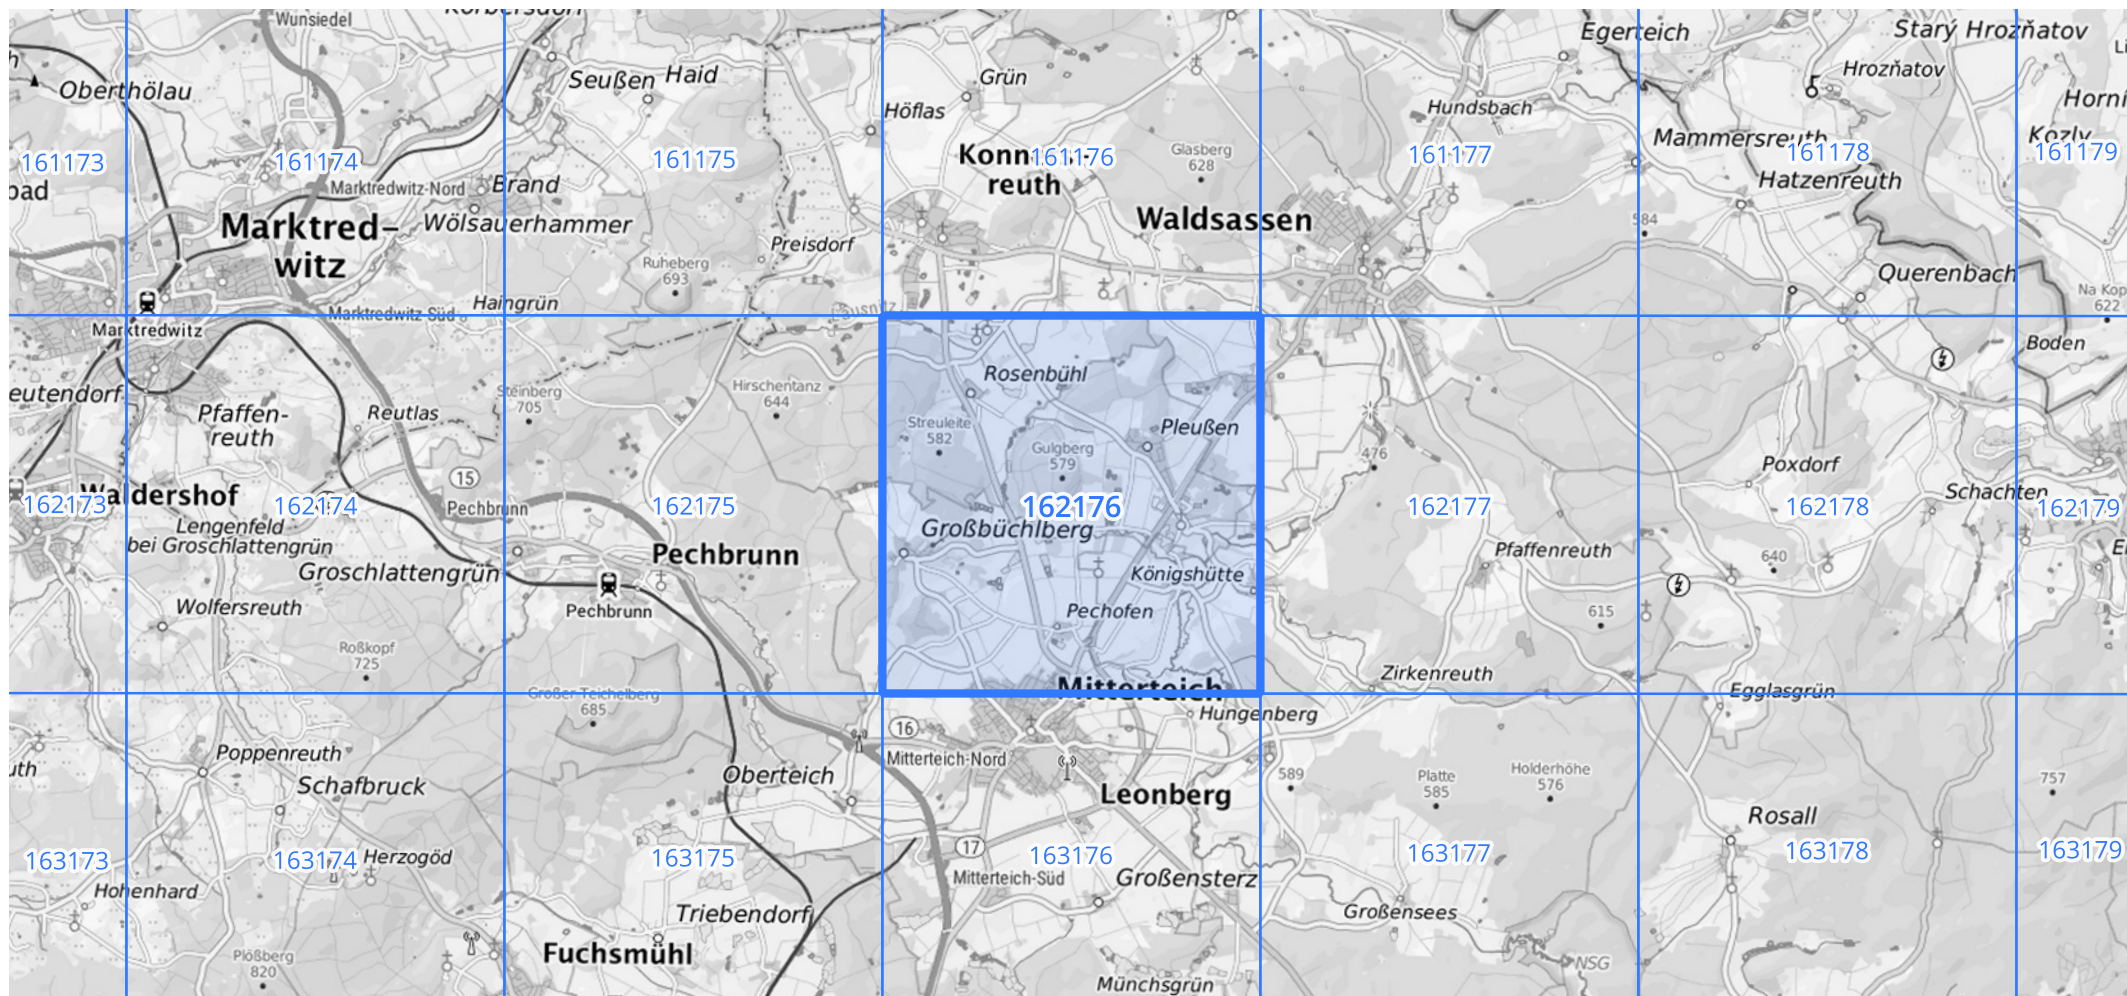 Wunsiedel
Egerteich
Starý Hrozňatov
Oberthölau
Seußen
Haid
Grün
Hrozňatov
Höflas
Hundsbach
Horni
161173
161174
161175
Konners-
161176
Glasberg
628
161177
Mammersreuth
161178
Kozly
161179
bad
Marktredwitz-Nord
Brand
reuth
Hatzenreuth
Marktred-
witz
Wölsauerhammer
Waldsassen
584
Preisdorf
Ruheberg
693
Querenbach
Na Kop
622
Haingrün
Marktredwitz-Süd
Marktredwitz
Boden
eutendorf
Pfaffen-
reuth
Reutlas
Steinberg
705
Hirschentanz
644
Rosenbühl
Streuleite
582
Pleußen
Gulgberg
579
476
Poxdorf
15
Waldershof
162173
162174
Pechbrunn
162175
162176
162177
162178
Schachten
162179
Lengenfeld
bei Groschlattengrün
Großbüchlberg
Groschlattengrün
Pechbrunn
Pfaffenreuth
640
Königshütte
Wolfersreuth
Pechbrunn
Pechofen
615
Roßkopf
725
Zirkenreuth
Großer Teichelberg
685
Mitterteich
Egglasgrün
Hungenberg
16
Mitterteich-Nord
Poppenreuth
Schafbruck
Oberteich
Leonberg
589
Platte
585
Holderhöhe
576
757
Rosall
163173
163174
Herzogöd
163175
17
163176
163177
163178
163179
Hohenhard
Mitterteich-Süd
Großensterz
Triebendorf
Großensees
Fuchsmühl
Plößberg
820
Münchsgrün
NSG